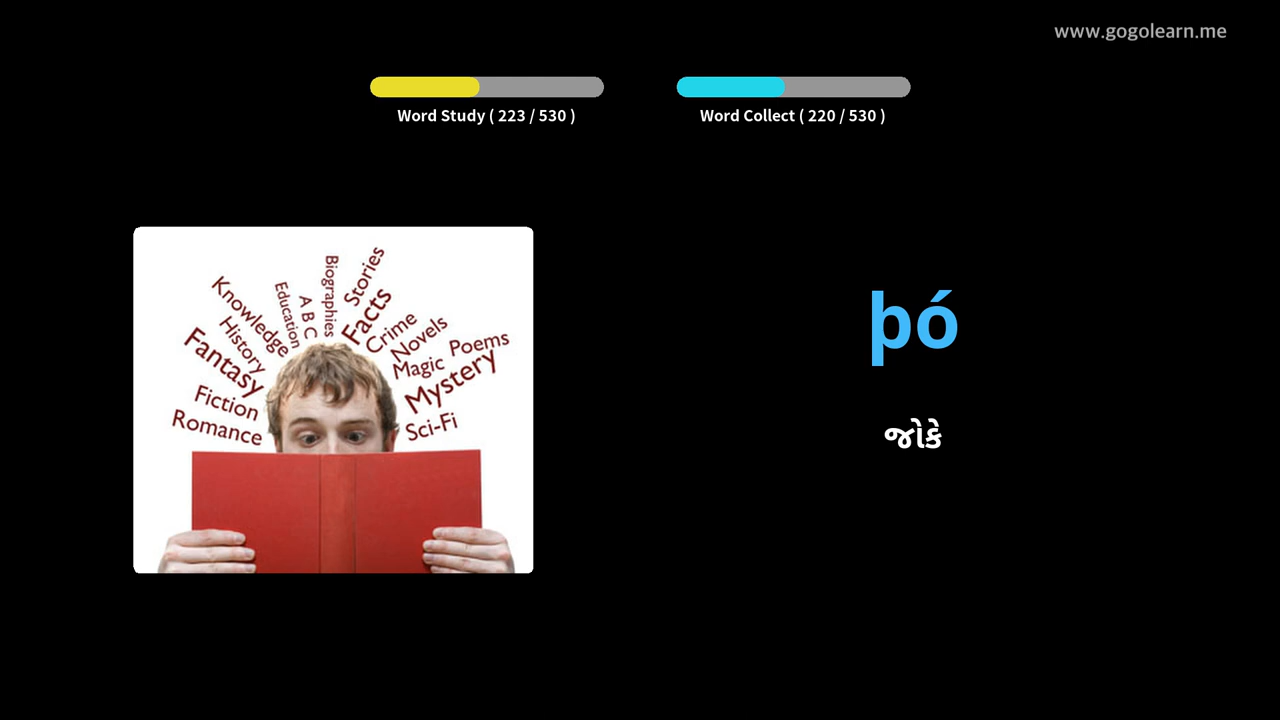 www.gogolearn.me
Word Study ( 223 / 530 )
Word Collect ( 220 / 530 )
Knowledge
History
Fantasy
Fiction
Romance
Education
A B C
Biographies
Stories
Facts
Crime
Novels
Magic
Poems
Mystery
Sci-Fi
þó
જોકે